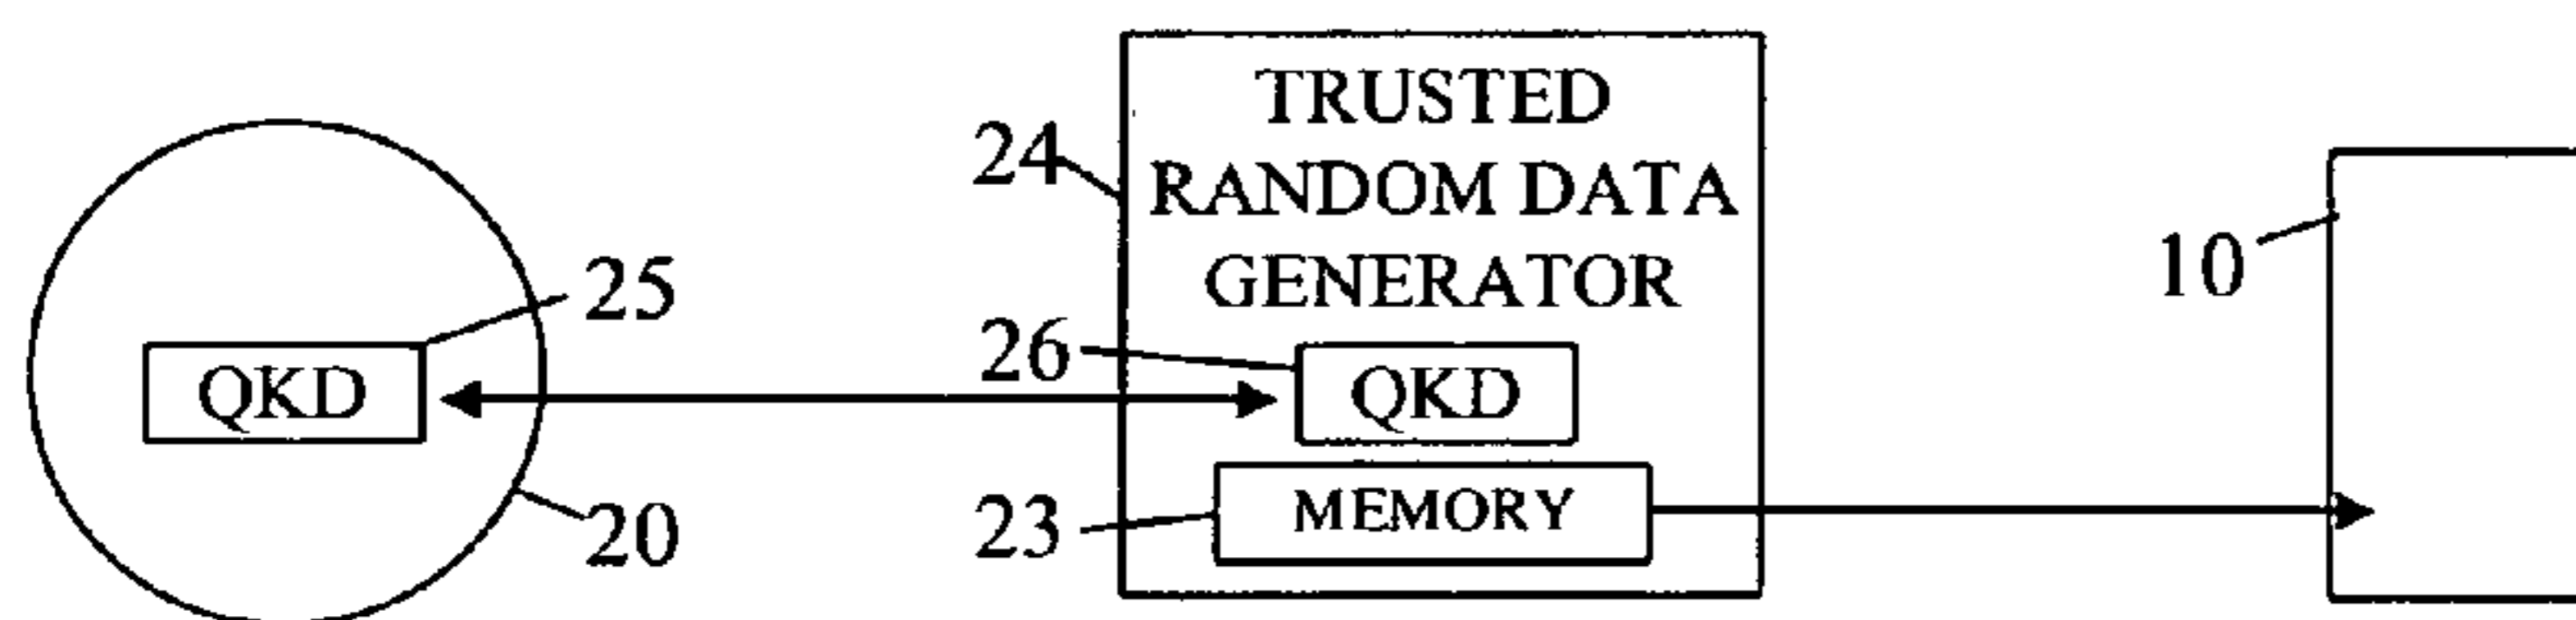 TRUSTED
24
RANDOM DATA
GENERATOR
10
25
26
QKD
QKD
23
MEMORY
20